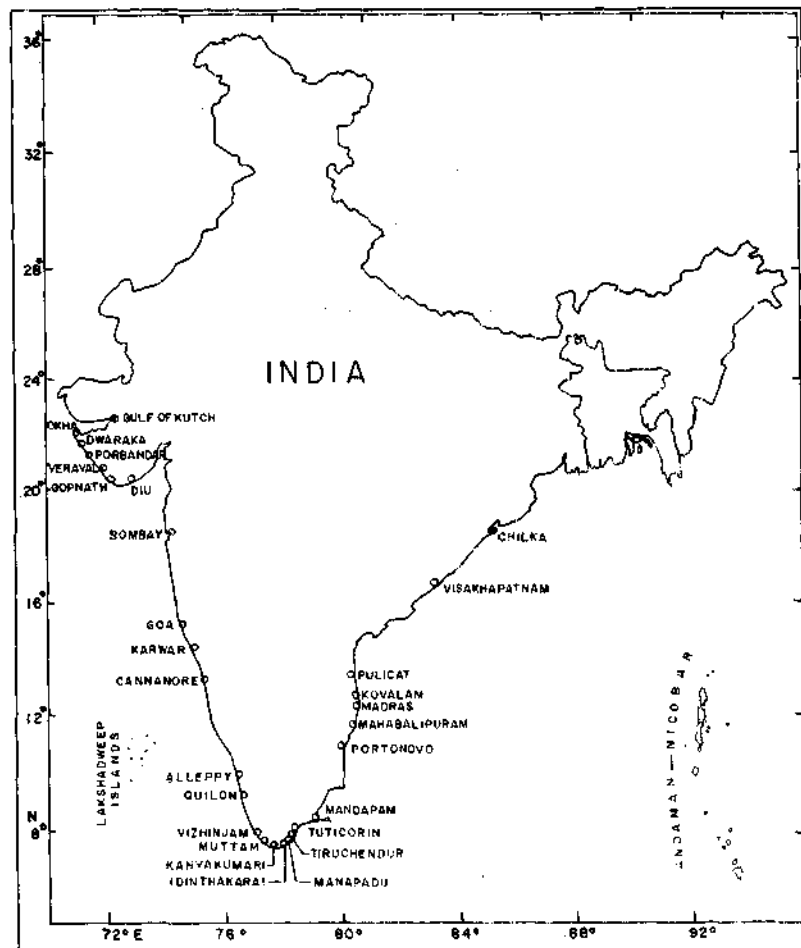 36°
32°
28°
24°
INDIA
GULF OF KUTCH
OKHA
DWARAKA
PORBANDAR
VERAVAL
GOPNATH
DIU
20°
BOMBAY
CHILKA
VISAKHAPATNAM
16°
GOA
KARWAR
CANNANORE
PULICAT
KOVALAM
MADRAS
MAHABALIPURAM
PORTONOVO
12°
LAKSHADWEEP
ISLANDS
ANDAMAN—NICOBAR
ALLEPPY
QUILON
MANDAPAM
N
8°
VIZHINJAM
MUTTAM
KANYAKUMARI
IDINTHAKARAI
TUTICORIN
TIRUCHENDUR
MANAPADU
72°E
76°
80°
84°
88°
92°